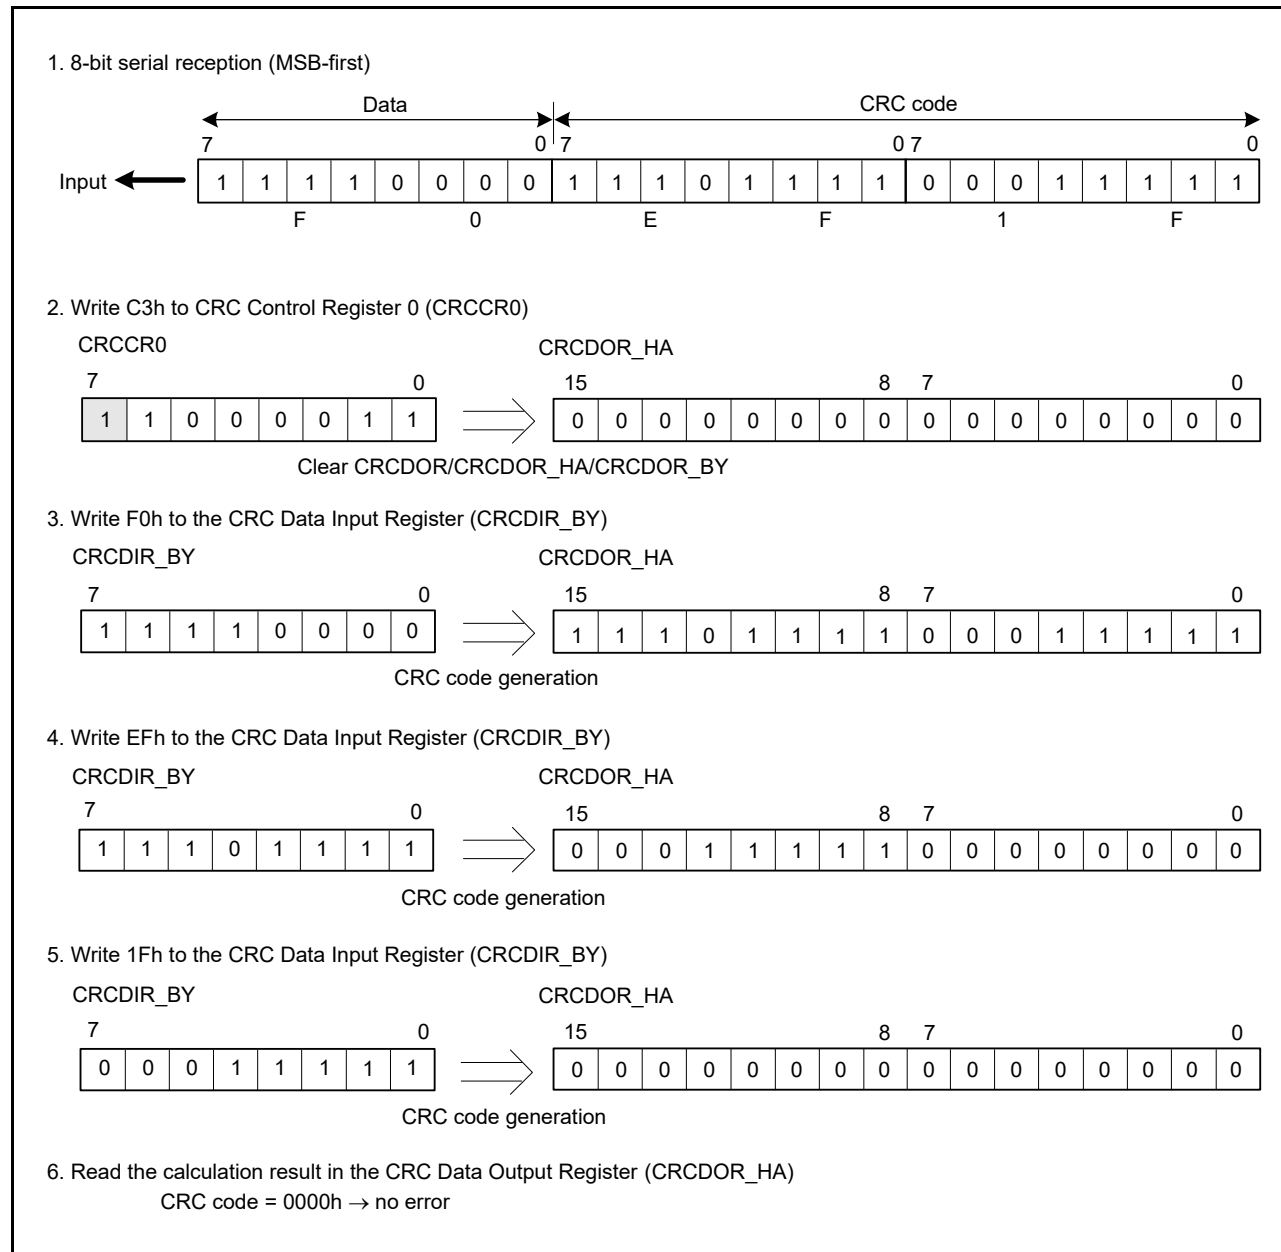 1. 8-bit serial reception (MSB-first)
Data CRC code
7 0 7 0 7 0
Input 1 1 1 1 0 0 0 0 1 1 1 0 1 1 1 1 0 0 0 1 1 1 1 1
F 0 E F 1 F
2. Write C3h to CRC Control Register 0 (CRCCR0)
CRCCR0 CRCDOR_HA
7 0 15 8 7 0
1 1 0 0 0 0 1 1 0 0 0 0 0 0 0 0 0 0 0 0 0 0 0 0
Clear CRCDOR/CRCDOR_HA/CRCDOR_BY
3. Write F0h to the CRC Data Input Register (CRCDIR_BY)
CRCDIR_BY CRCDOR_HA
7 0 15 8 7 0
1 1 1 1 0 0 0 0 1 1 1 0 1 1 1 1 0 0 0 1 1 1 1 1
CRC code generation
4. Write EFh to the CRC Data Input Register (CRCDIR_BY)
CRCDIR_BY CRCDOR_HA
7 0 15 8 7 0
1 1 1 0 1 1 1 1 0 0 0 1 1 1 1 1 0 0 0 0 0 0 0 0
CRC code generation
5. Write 1Fh to the CRC Data Input Register (CRCDIR_BY)
CRCDIR_BY CRCDOR_HA
7 0 15 8 7 0
0 0 0 1 1 1 1 1 0 0 0 0 0 0 0 0 0 0 0 0 0 0 0 0
CRC code generation
6. Read the calculation result in the CRC Data Output Register (CRCDOR_HA)
CRC code = 0000h → no error